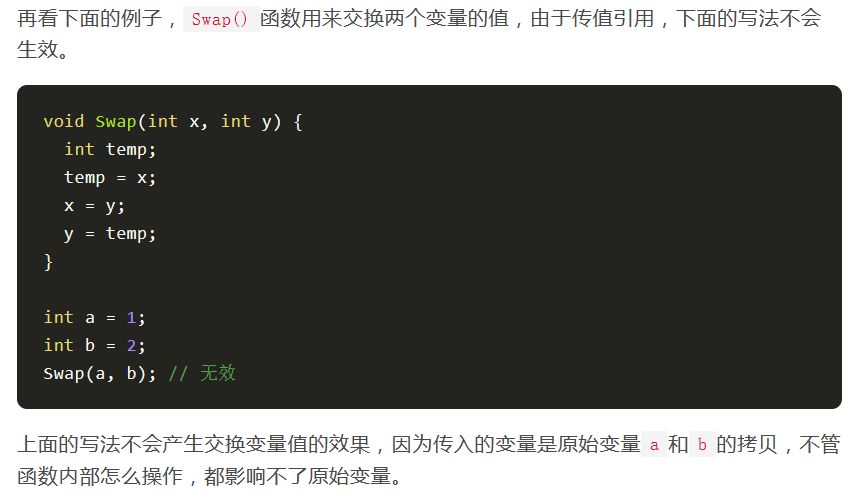 再看下面的例子，Swap()函数用来交换两个变量的值，由于传值引用，下面的写法不会
生效。
void Swap(int x, int y) {
  int temp;
  temp = x;
  x = y;
  y = temp;
}
int a = 1;
int b = 2;
Swap(a, b); // 无效
上面的写法不会产生交换变量值的效果，因为传入的变量是原始变量a和b的拷贝，不管
函数内部怎么操作，都影响不了原始变量。